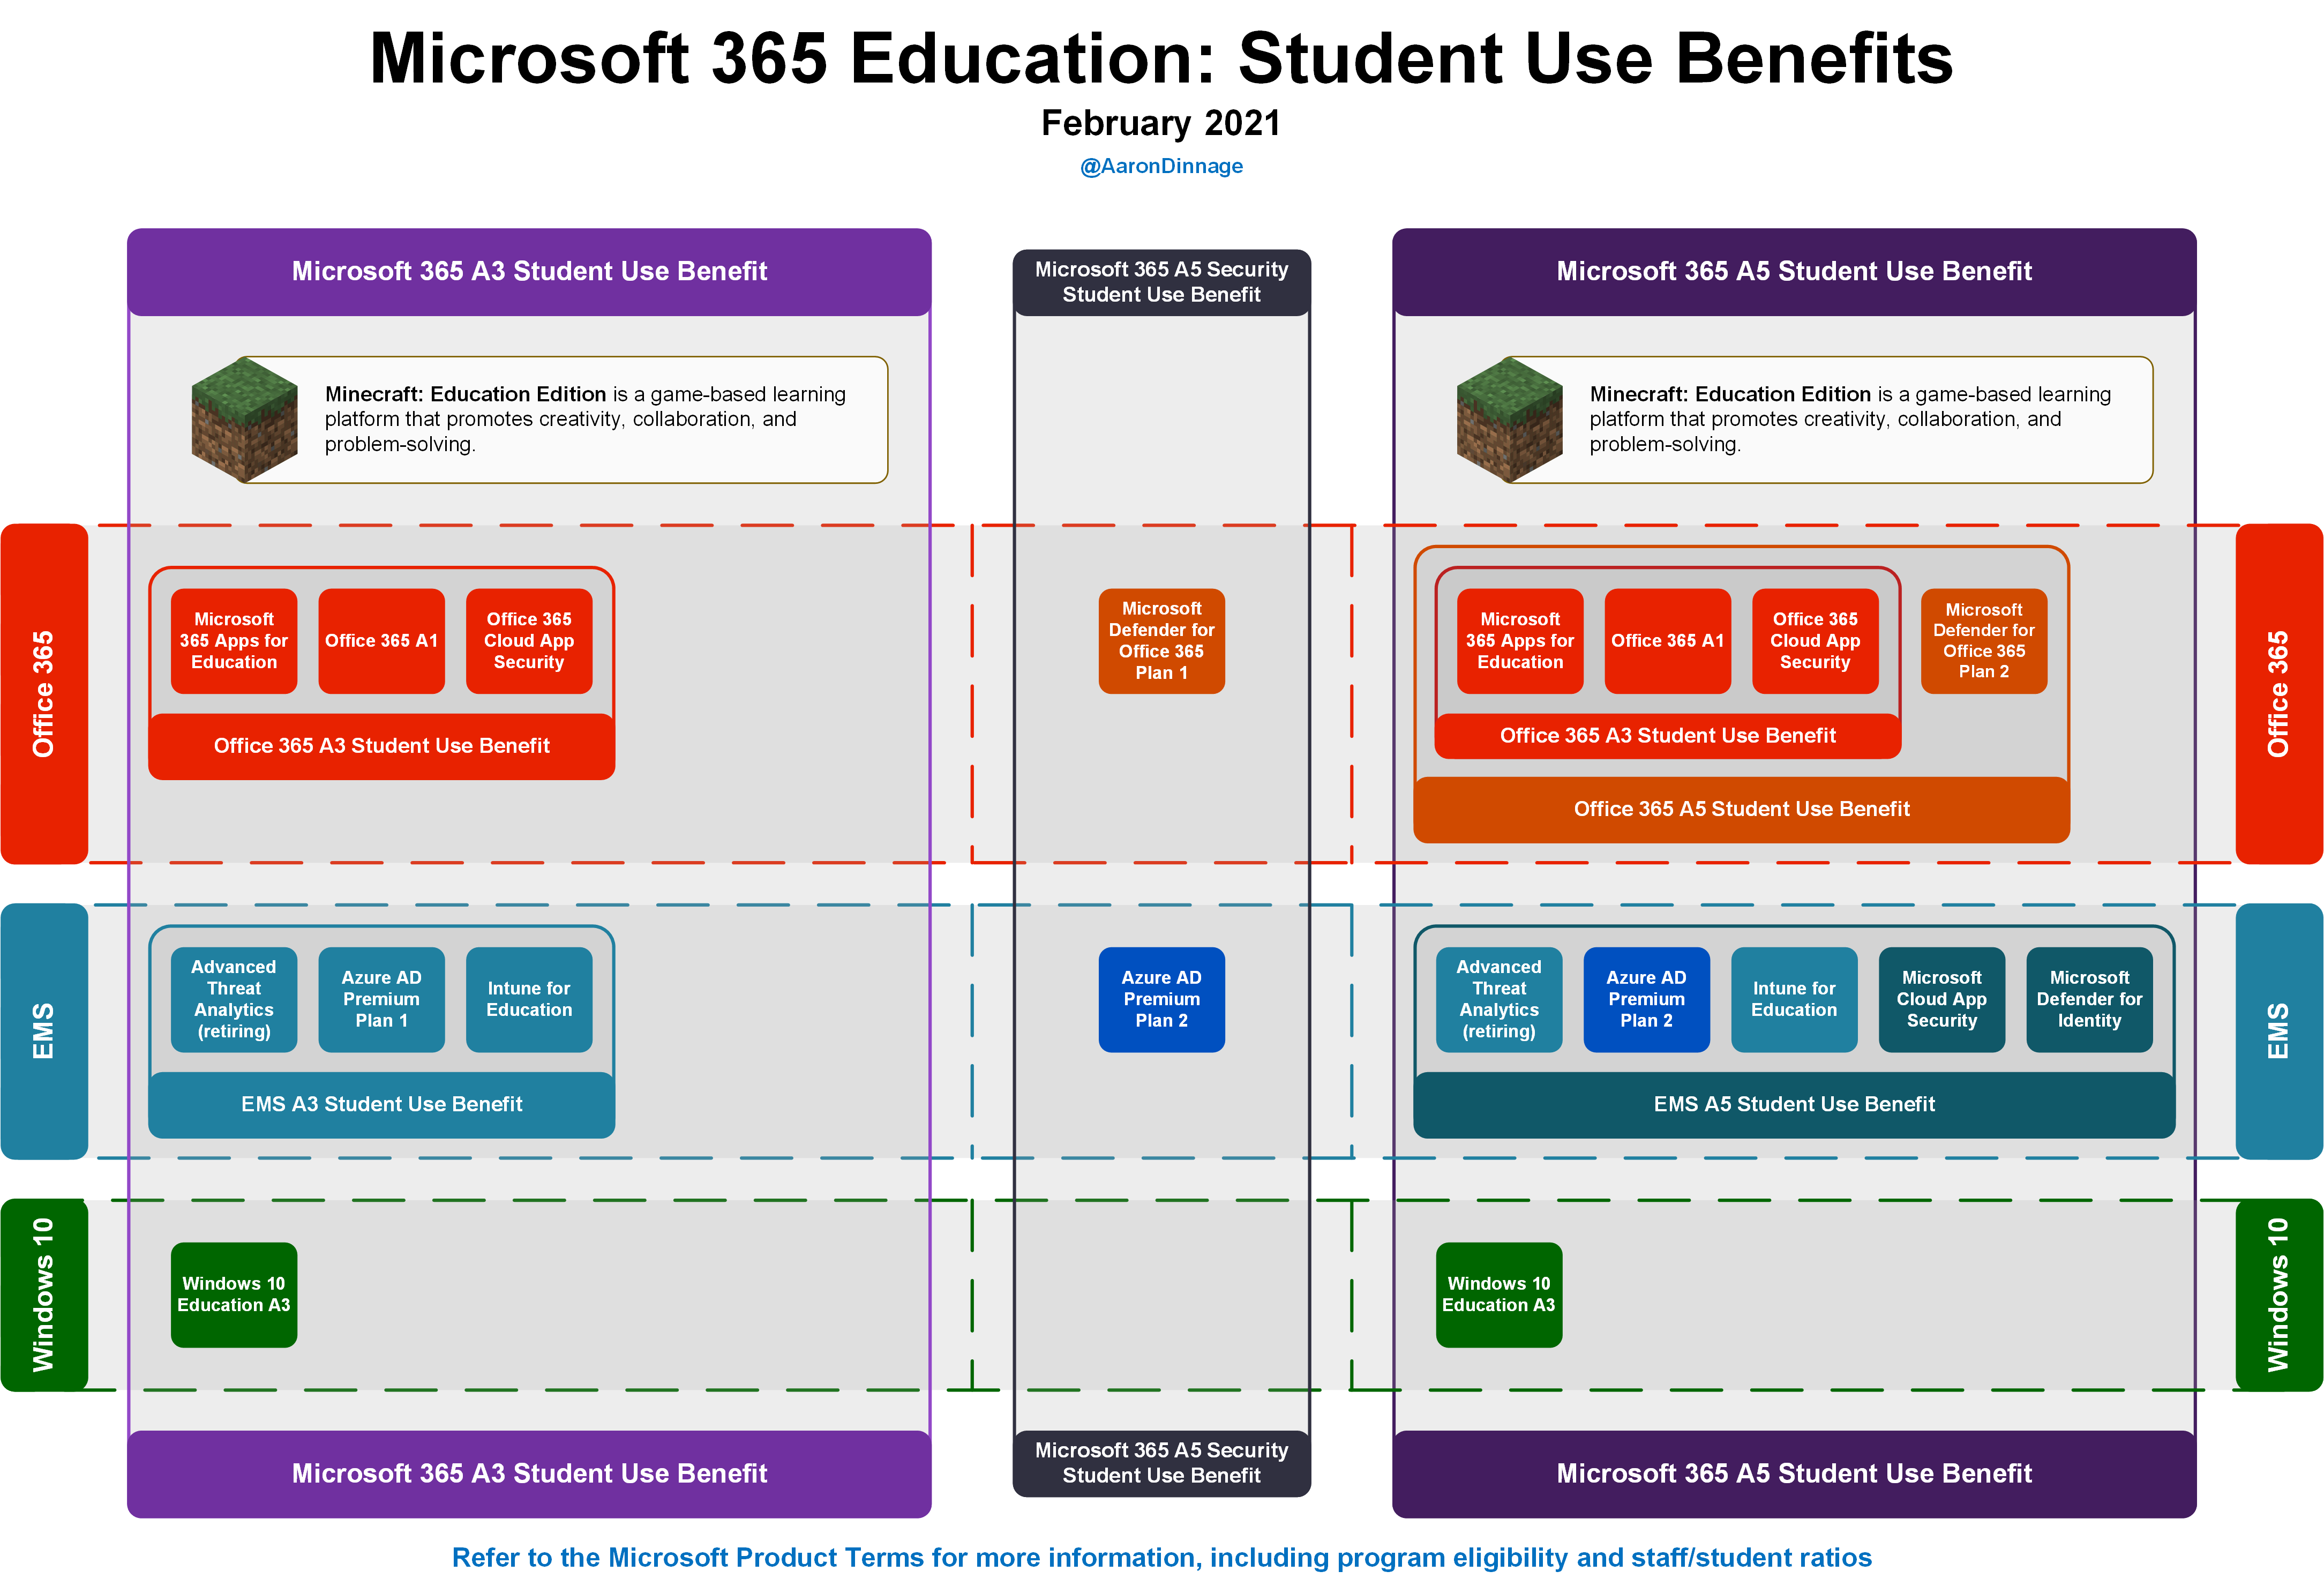 Microsoft 365 Education: Student Use Benefits
February 2021
@AaronDinnage
Microsoft 365 A3 Student Use Benefit
Microsoft 365 A5 Security
Student Use Benefit
Microsoft 365 A5 Student Use Benefit
Minecraft: Education Edition is a game-based learning
platform that promotes creativity, collaboration, and
problem-solving.
Minecraft: Education Edition is a game-based learning
platform that promotes creativity, collaboration, and
problem-solving.
Office 365
Microsoft
365 Apps for
Education
Office 365 A1
Office 365
Cloud App
Security
Office 365 A3 Student Use Benefit
Microsoft
Defender for
Office 365
Plan 1
Microsoft
365 Apps for
Education
Office 365 A1
Office 365
Cloud App
Security
Microsoft
Defender for
Office 365
Plan 2
Office 365 A3 Student Use Benefit
Office 365 A5 Student Use Benefit
Office 365
EMS
Advanced
Threat
Analytics
(retiring)
Azure AD
Premium
Plan 1
Intune for
Education
EMS A3 Student Use Benefit
Azure AD
Premium
Plan 2
Advanced
Threat
Analytics
(retiring)
Azure AD
Premium
Plan 2
Intune for
Education
Microsoft
Cloud App
Security
Microsoft
Defender for
Identity
EMS A5 Student Use Benefit
EMS
Windows 10
Windows 10
Education A3
Windows 10
Education A3
Windows 10
Microsoft 365 A3 Student Use Benefit
Microsoft 365 A5 Security
Student Use Benefit
Microsoft 365 A5 Student Use Benefit
Refer to the Microsoft Product Terms for more information, including program eligibility and staff/student ratios